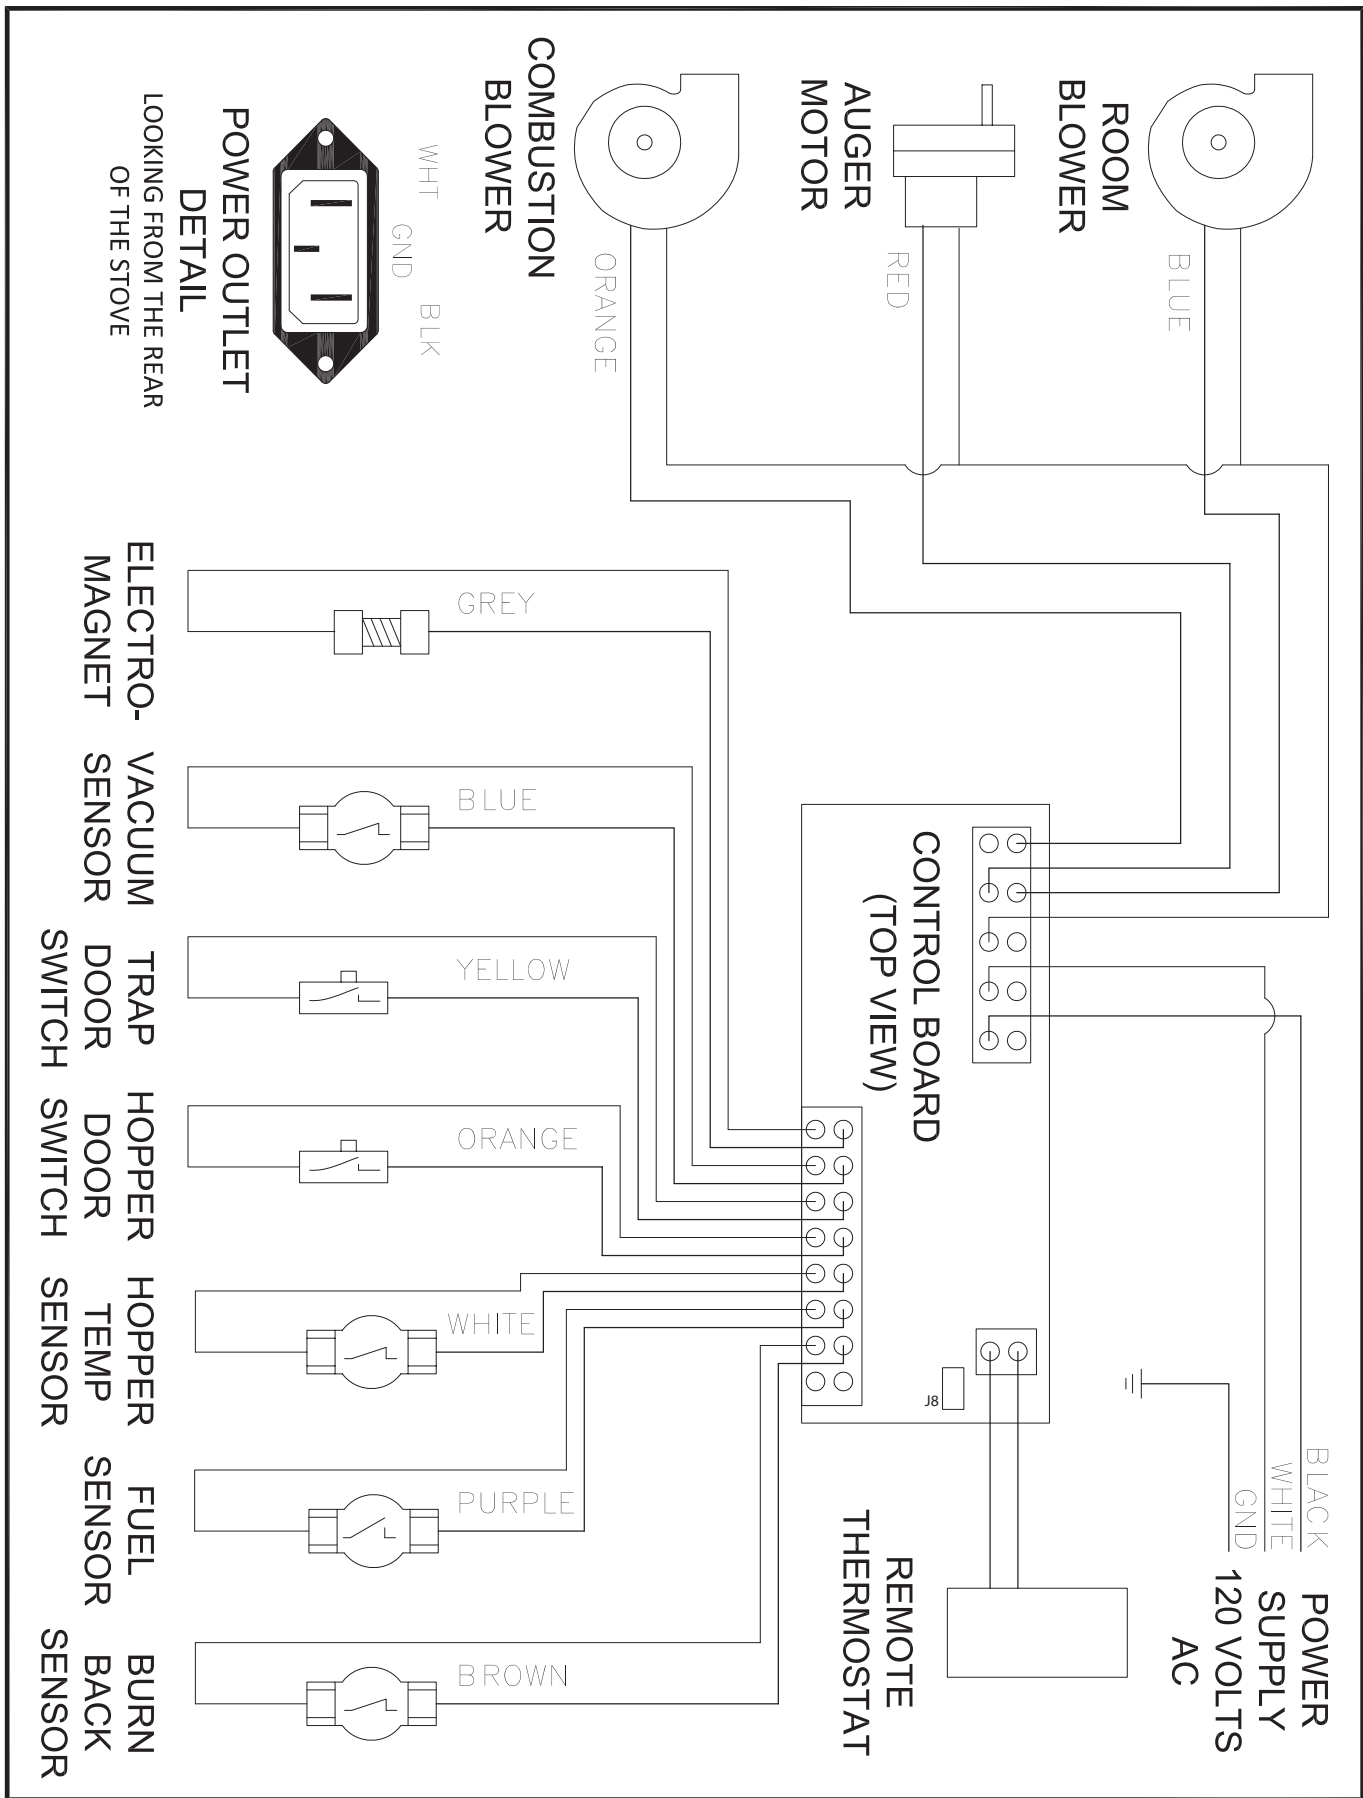 POWER
SUPPLY
120 VOLTS
AC
BLACK
WHITE
GND
ROOM
BLOWER
BLUE
AUGER
MOTOR
RED
COMBUSTION
BLOWER
ORANGE
CONTROL BOARD
(TOP VIEW)
J8
REMOTE
THERMOSTAT
WHT
GND
BLK
POWER OUTLET
DETAIL
LOOKING FROM THE REAR
OF THE STOVE
GREY
BLUE
YELLOW
ORANGE
WHITE
PURPLE
BROWN
ELECTRO-
MAGNET
VACUUM
SENSOR
TRAP
DOOR
SWITCH
HOPPER
DOOR
SWITCH
HOPPER
TEMP
SENSOR
FUEL
SENSOR
BURN
BACK
SENSOR